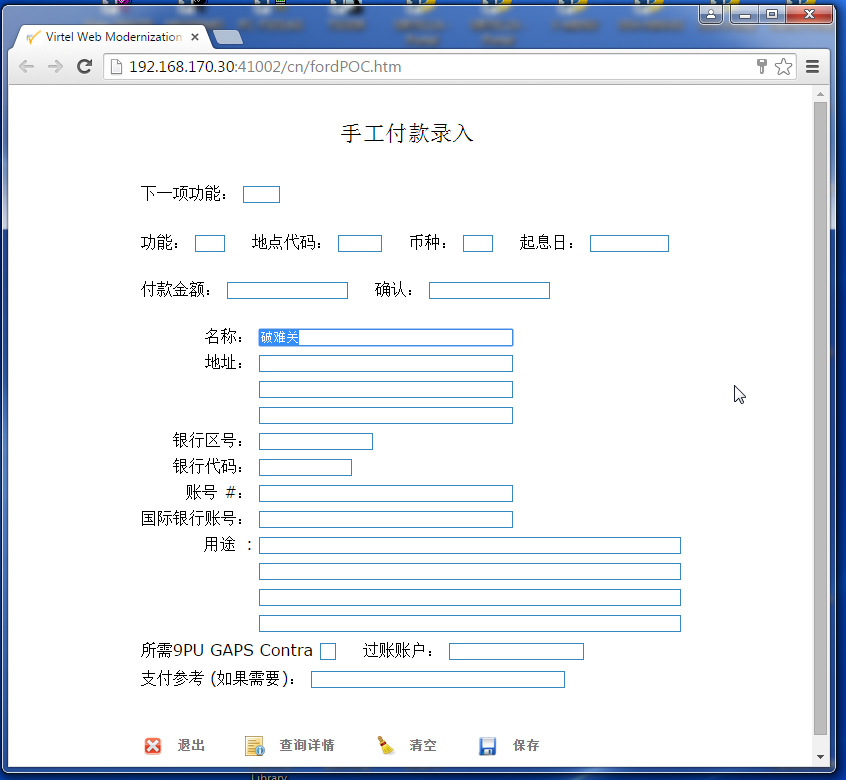 Virtel Web Modernization
192.168.170.30:41002/cn/fordPOC.htm
手工付款录入
下一项功能：
功能： 地点代码： 币种： 起息日：
付款金额： 确认：
名称： 破难关
地址：
银行区号：
银行代码：
账号 #：
国际银行账号：
用途 ：
所需9PU GAPS Contra 过账账户：
支付参考 (如果需要)：
退出 查询详情 清空 保存
Library